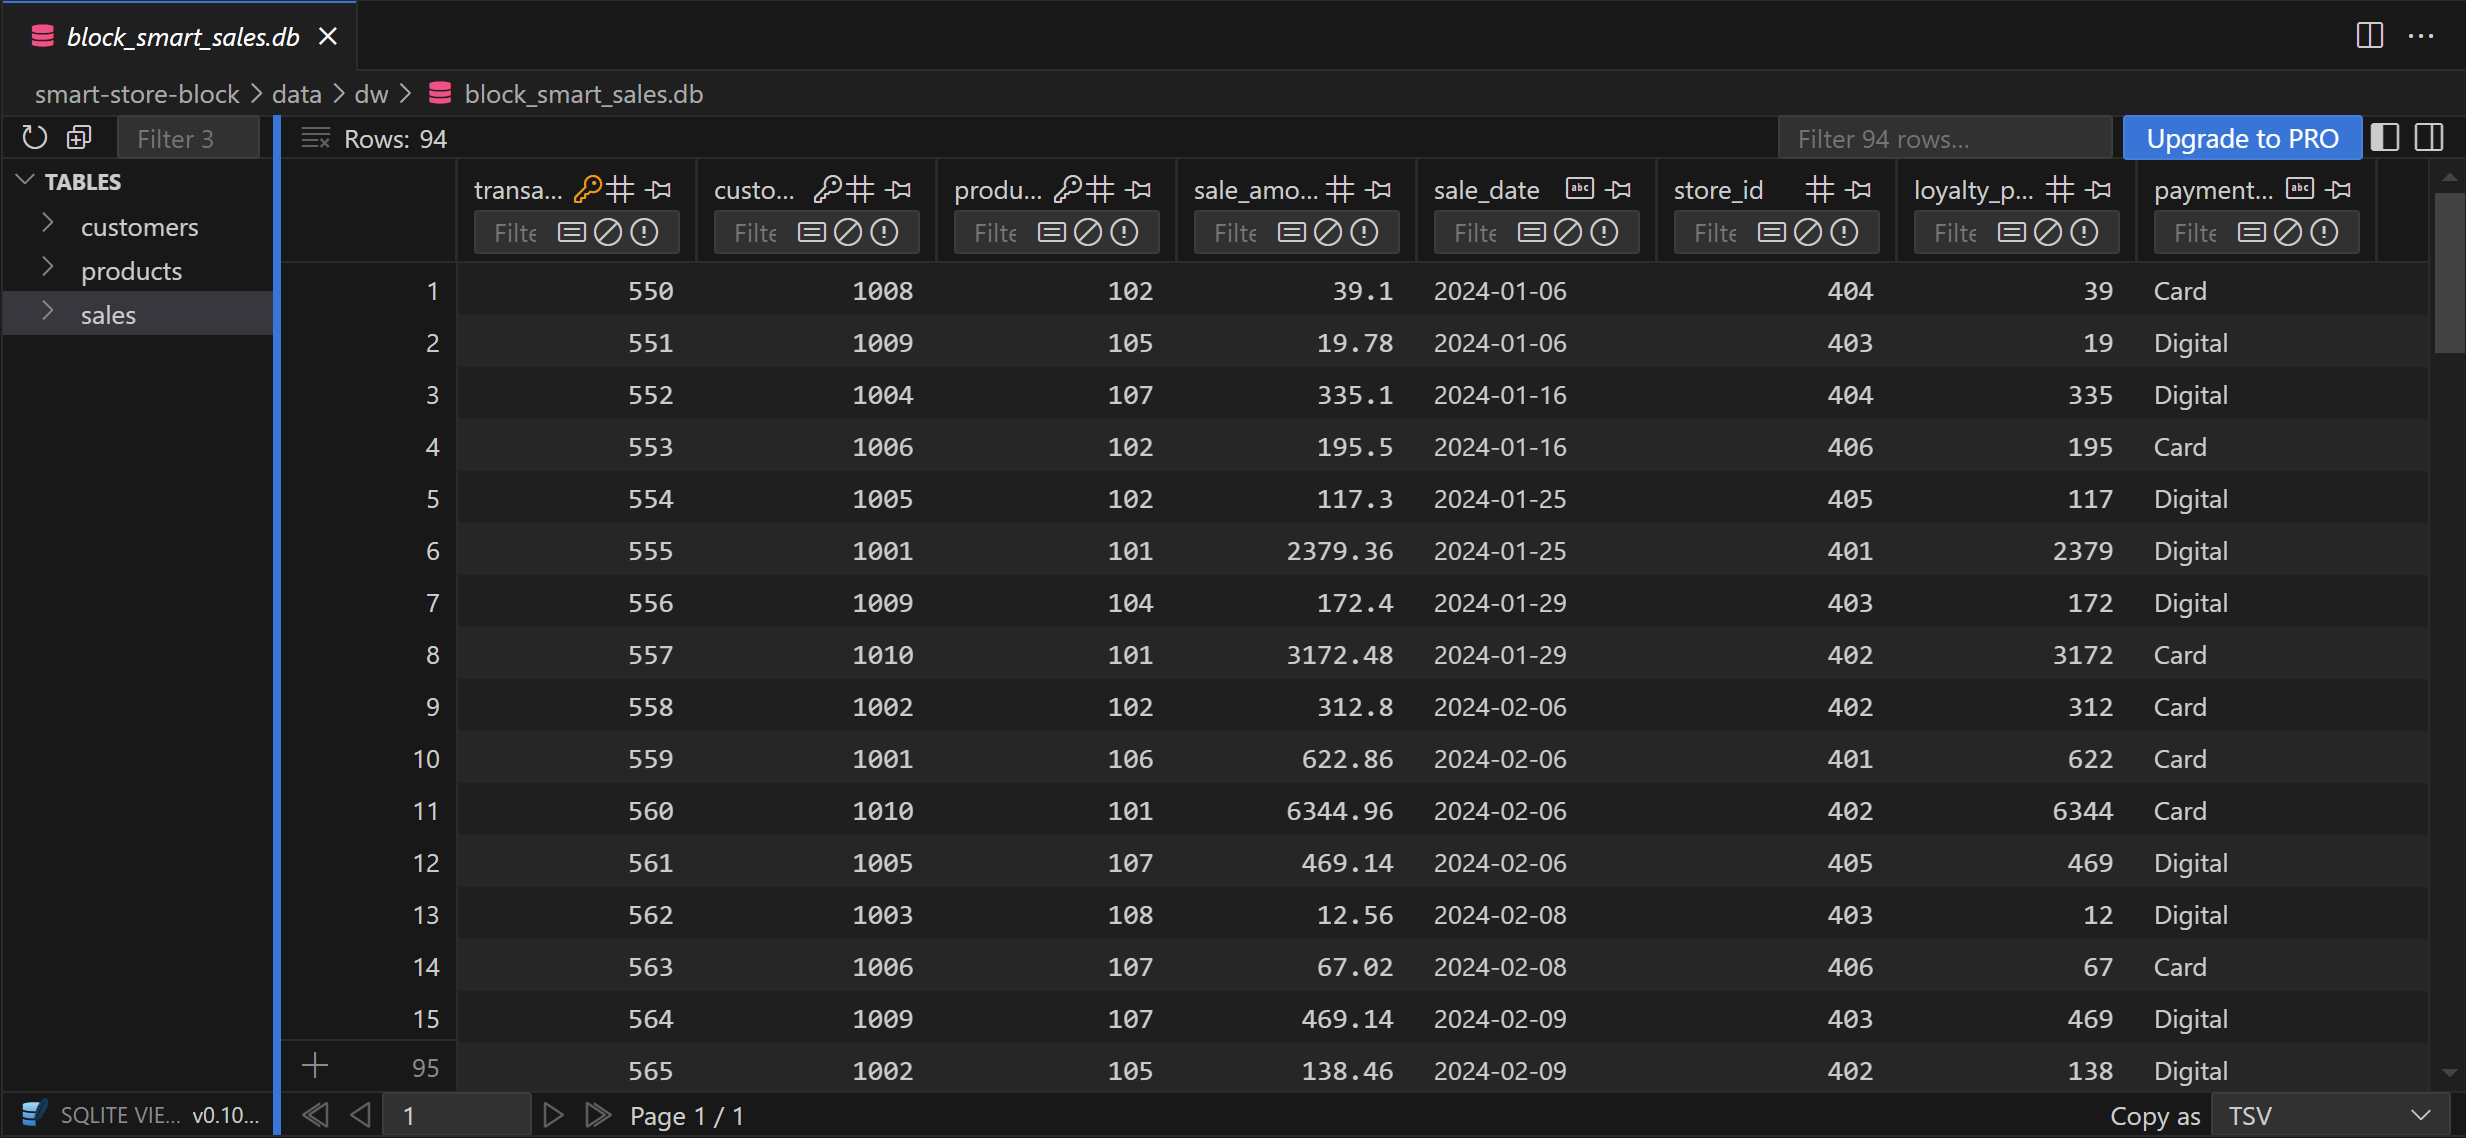 block_smart_sales.db
smart-store-block > data > dw > block_smart_sales.db
Filter 3
Rows: 94
Filter 94 rows...
Upgrade to PRO
TABLES
customers
products
sales
transa... custo... produ... sale_amo... sale_date abc store_id loyalty_p... payment... abc
Filte Filte Filte Filte Filte Filte Filte Filte
1 550 1008 102 39.1 2024-01-06 404 39 Card
2 551 1009 105 19.78 2024-01-06 403 19 Digital
3 552 1004 107 335.1 2024-01-16 404 335 Digital
4 553 1006 102 195.5 2024-01-16 406 195 Card
5 554 1005 102 117.3 2024-01-25 405 117 Digital
6 555 1001 101 2379.36 2024-01-25 401 2379 Digital
7 556 1009 104 172.4 2024-01-29 403 172 Digital
8 557 1010 101 3172.48 2024-01-29 402 3172 Card
9 558 1002 102 312.8 2024-02-06 402 312 Card
10 559 1001 106 622.86 2024-02-06 401 622 Card
11 560 1010 101 6344.96 2024-02-06 402 6344 Card
12 561 1005 107 469.14 2024-02-06 405 469 Digital
13 562 1003 108 12.56 2024-02-08 403 12 Digital
14 563 1006 107 67.02 2024-02-08 406 67 Card
15 564 1009 107 469.14 2024-02-09 403 469 Digital
95 565 1002 105 138.46 2024-02-09 402 138 Digital
SQLITE VIE... v0.10...
1
Page 1 / 1
Copy as TSV